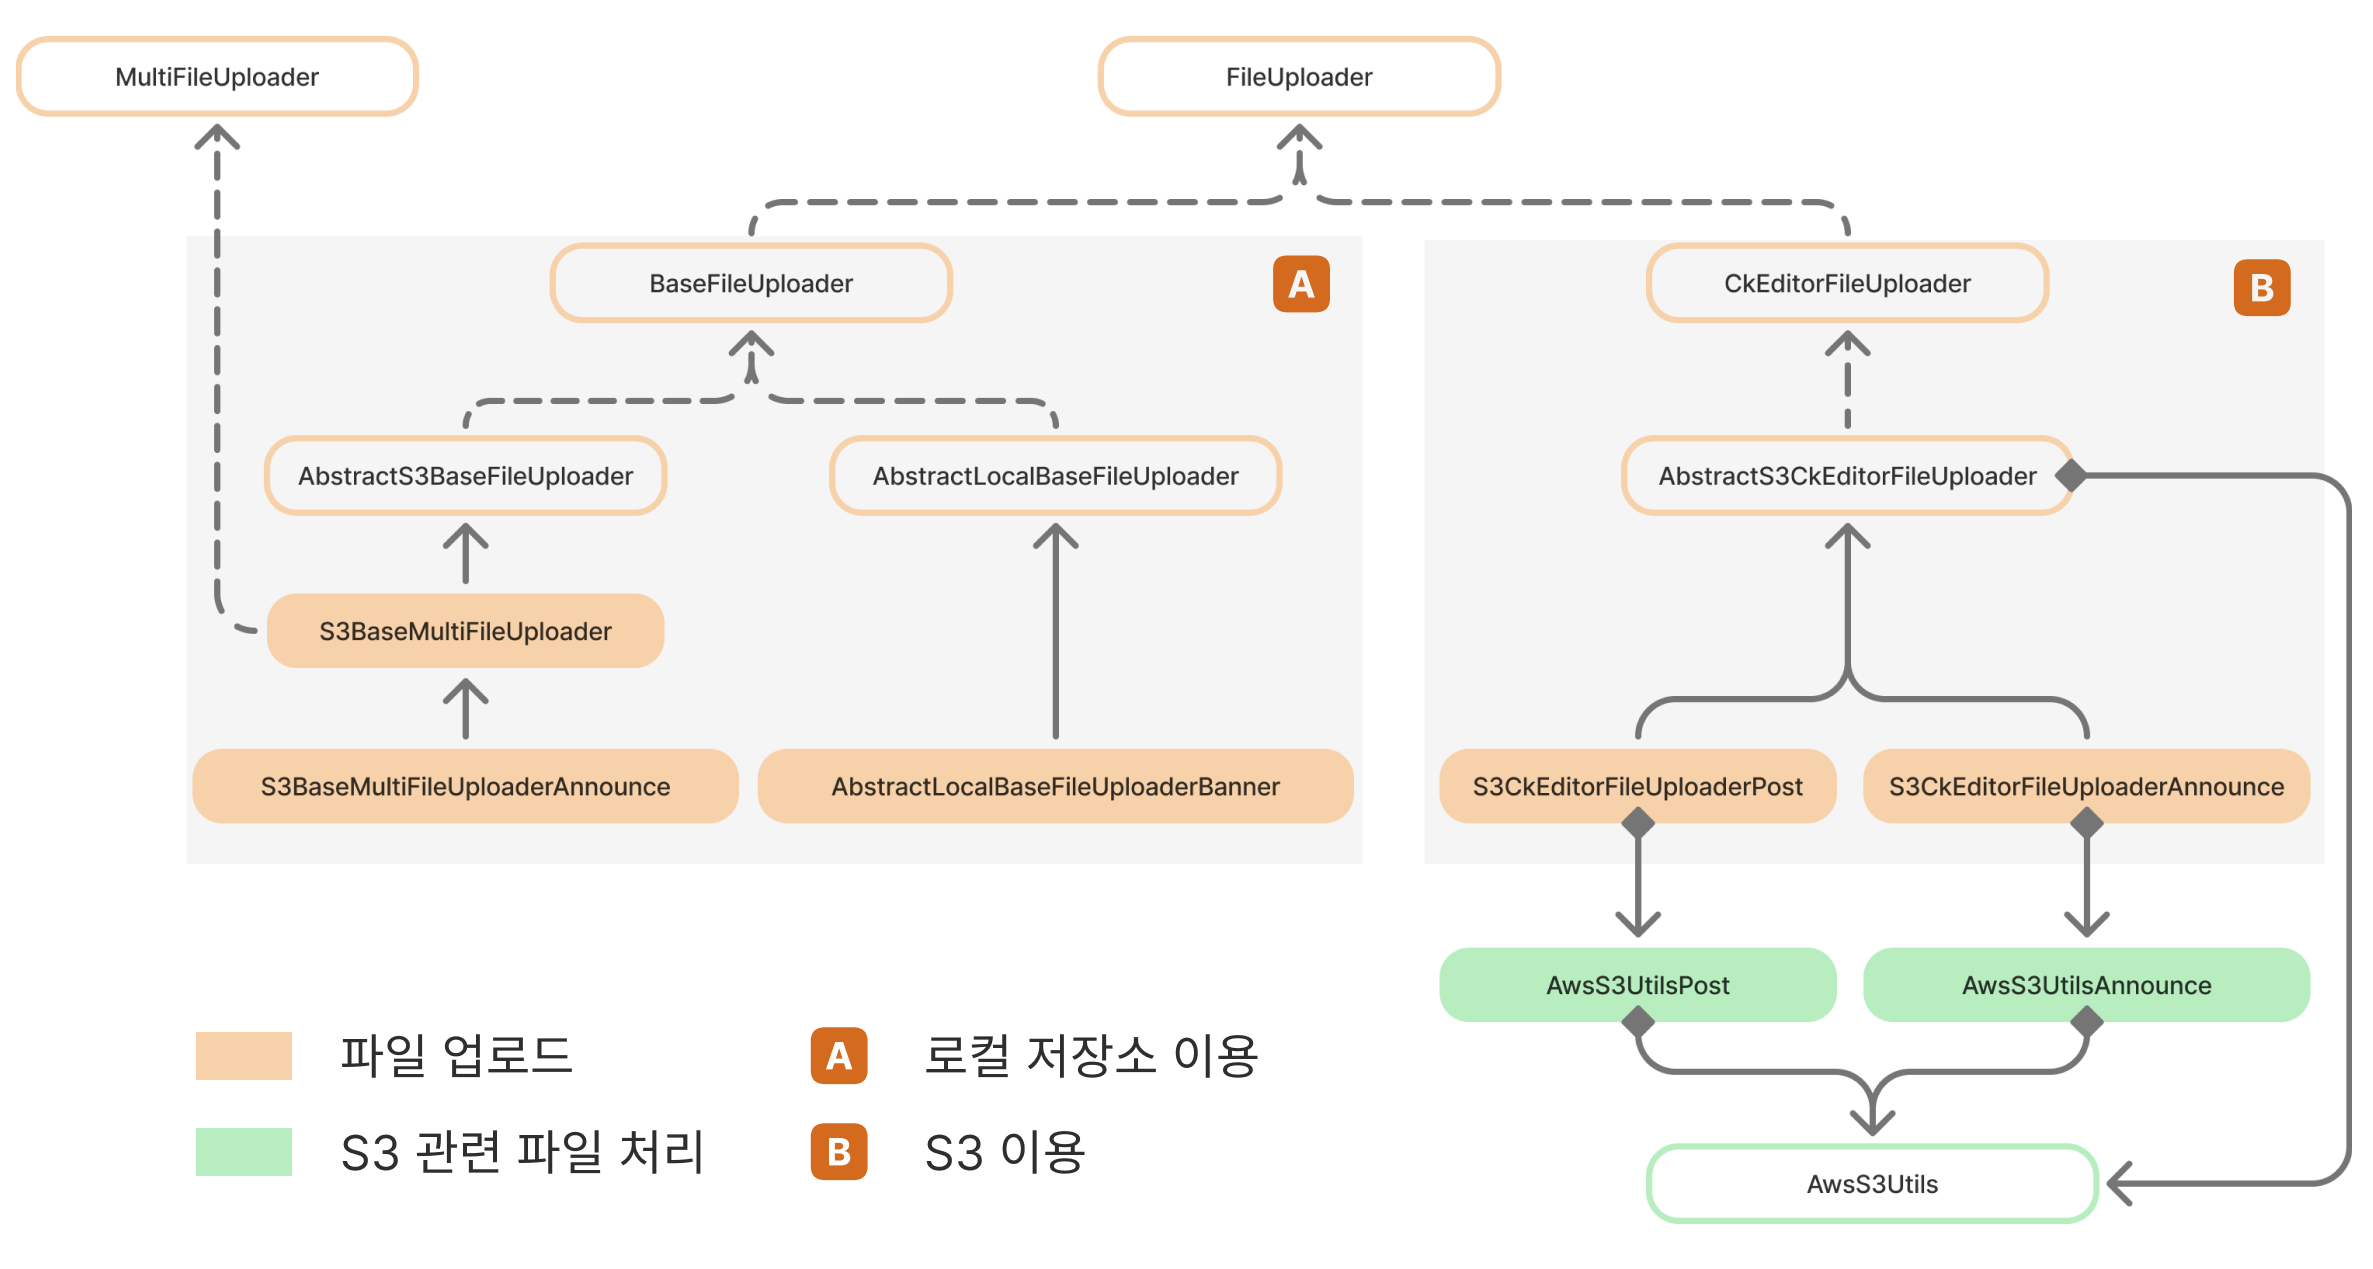 MultiFileUploader
FileUploader
BaseFileUploader
A
CkEditorFileUploader
B
AbstractS3BaseFileUploader
AbstractLocalBaseFileUploader
AbstractS3CkEditorFileUploader
S3BaseMultiFileUploader
S3BaseMultiFileUploaderAnnounce
AbstractLocalBaseFileUploaderBanner
S3CkEditorFileUploaderPost
S3CkEditorFileUploaderAnnounce
AwsS3UtilsPost
AwsS3UtilsAnnounce
파일 업로드
A
로컬 저장소 이용
S3 관련 파일 처리
B
S3 이용
AwsS3Utils